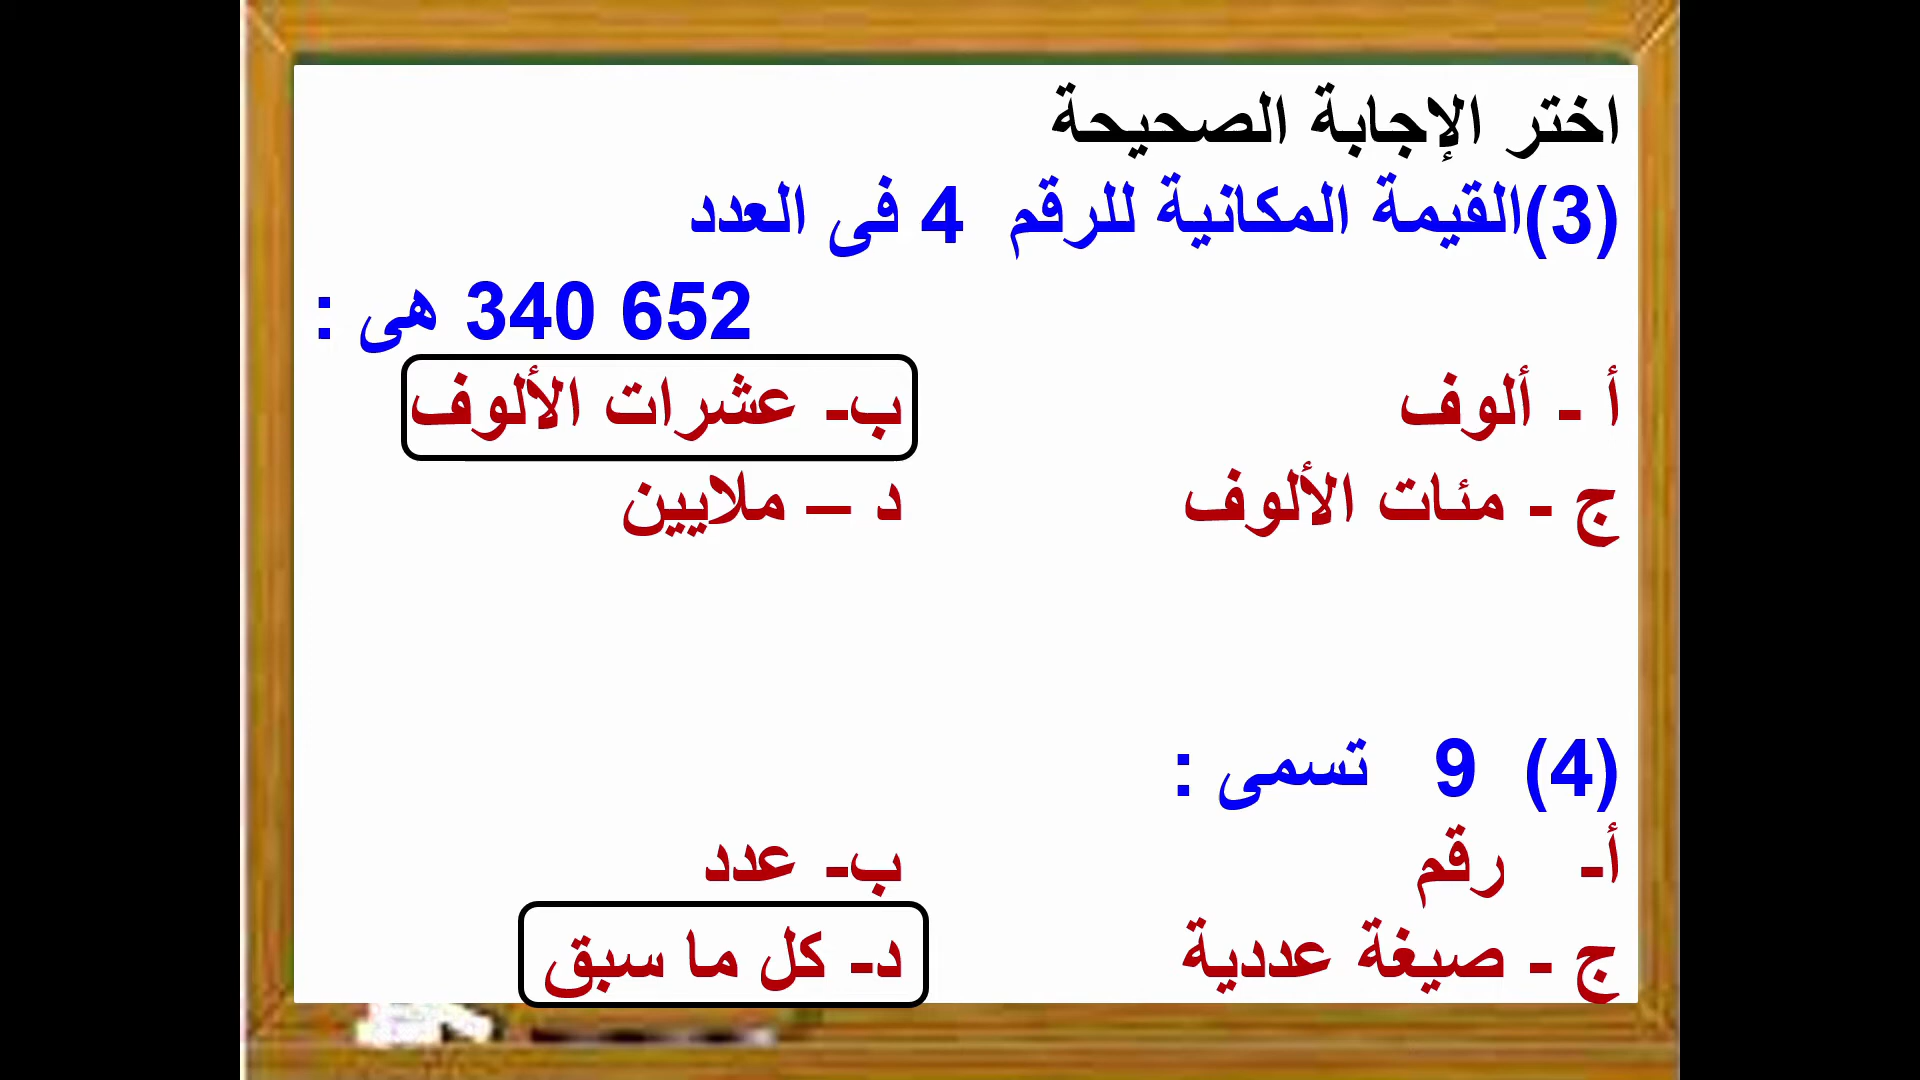 اختر الإجابة الصحيحة
(3)القيمة المكانية للرقم 4 فى العدد
340 652 هى :
أ - ألوف ب- عشرات الألوف
ج - مئات الألوف د – ملايين
(4) 9 تسمى :
أ- رقم ب- عدد
ج - صيغة عددية د- كل ما سبق